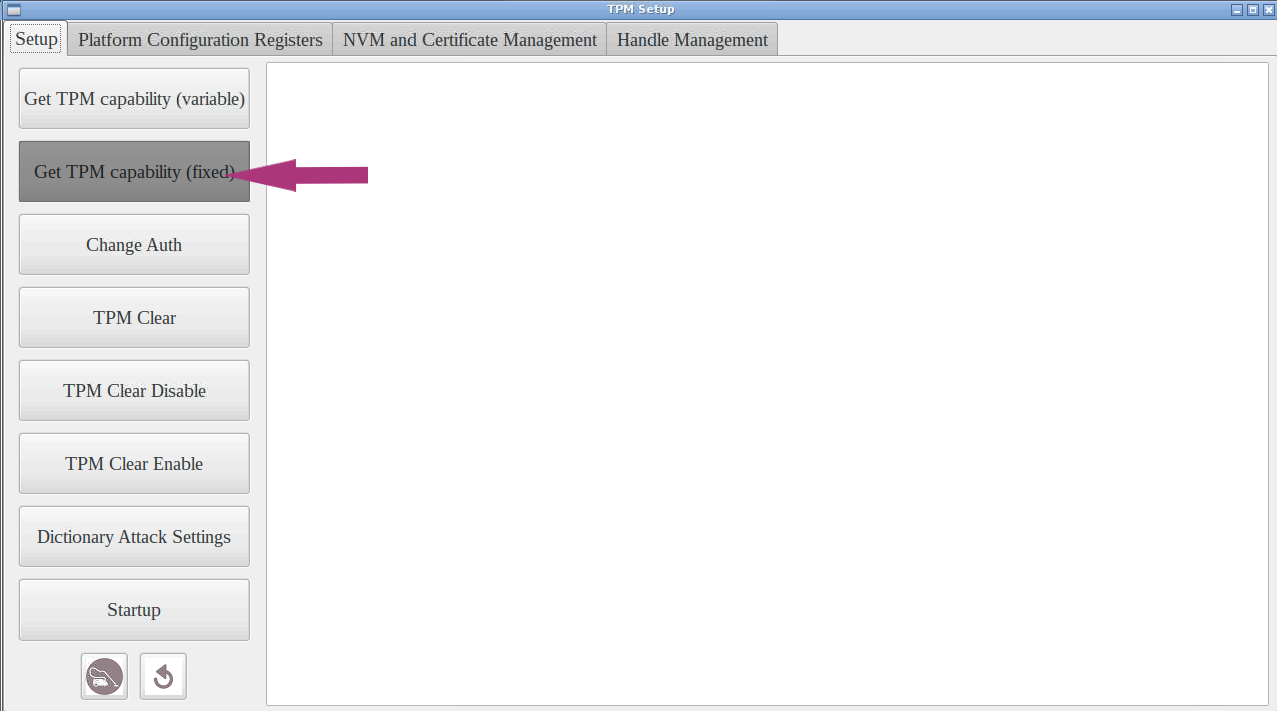 TPM Setup
Setup
Platform Configuration Registers
NVM and Certificate Management
Handle Management
Get TPM capability (variable)
Get TPM capability (fixed)
Change Auth
TPM Clear
TPM Clear Disable
TPM Clear Enable
Dictionary Attack Settings
Startup